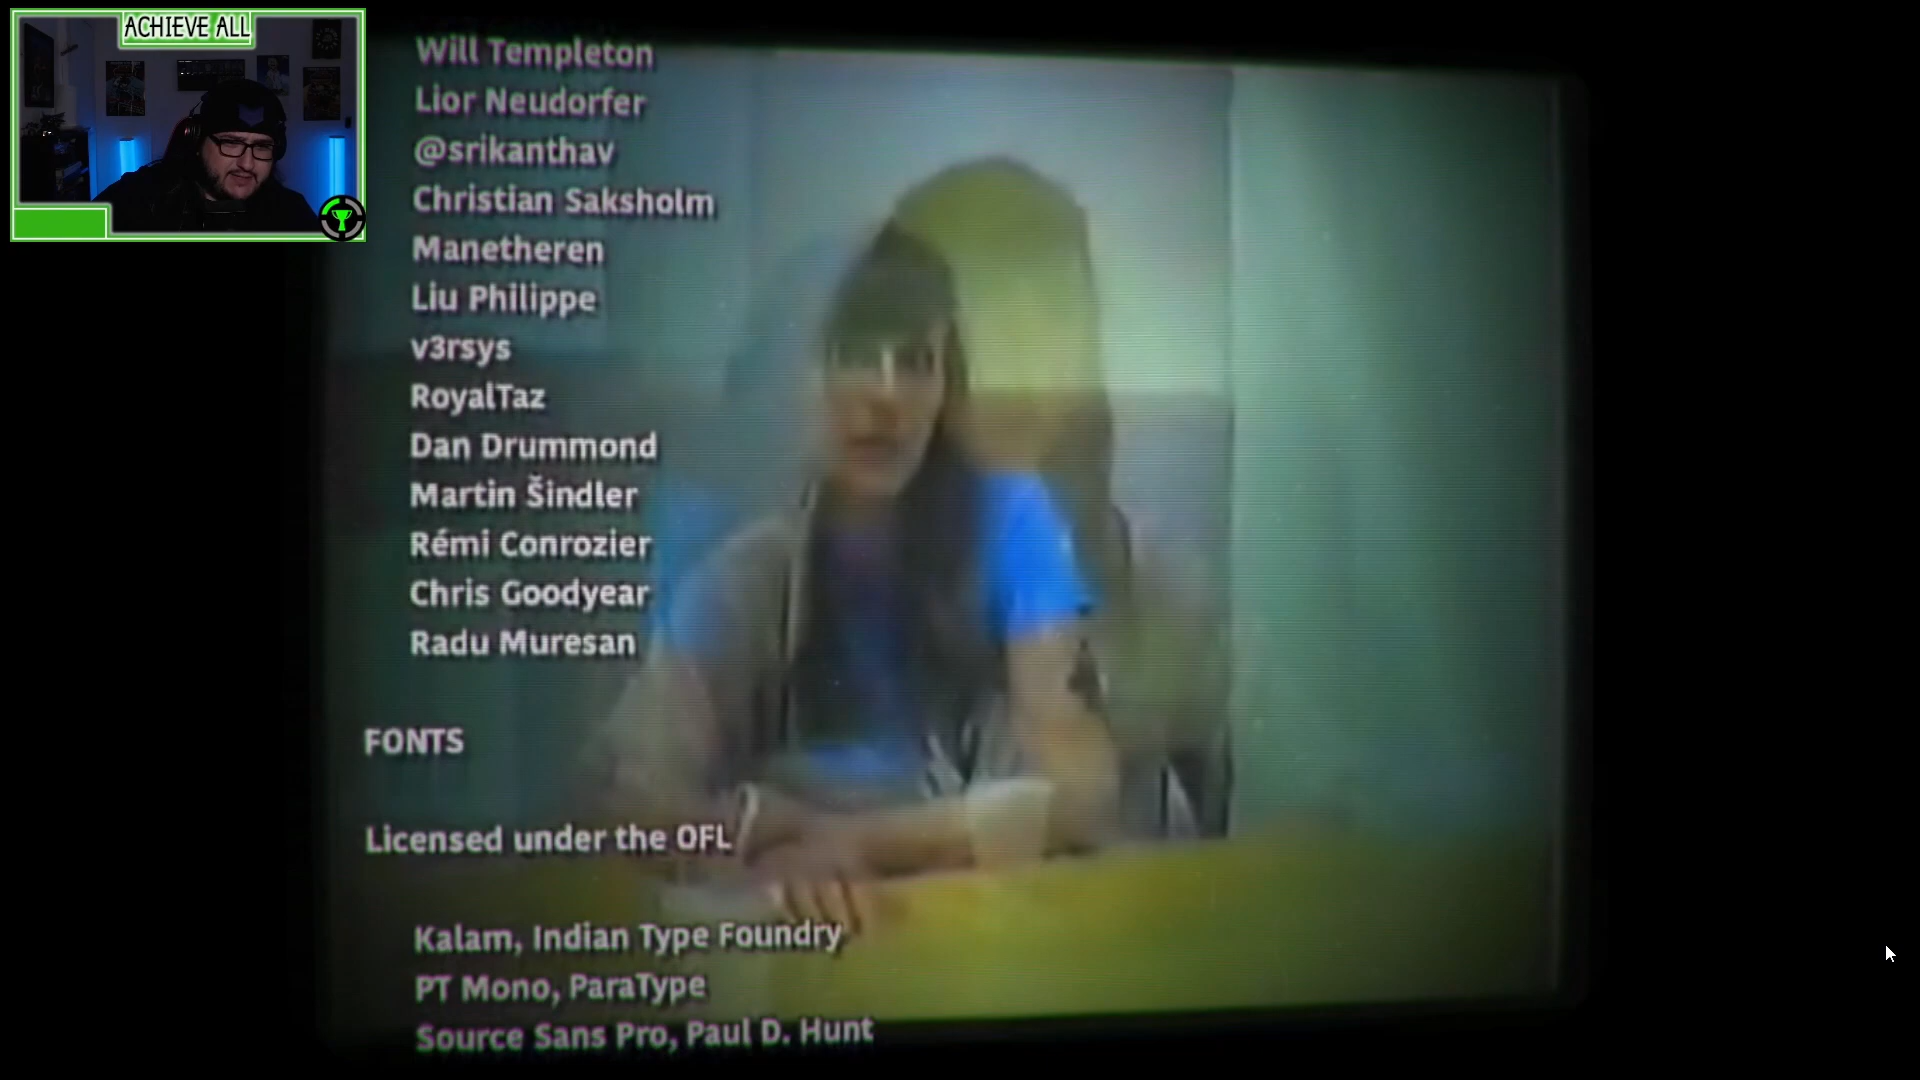 ACHIEVE ALL
Will Templeton
Lior Neudorfer
@srikanthav
Christian Saksholm
Manetheren
Liu Philippe
v3rsys
RoyalTaz
Dan Drummond
Martin Šindler
Rémi Conrozier
Chris Goodyear
Radu Muresan
FONTS
Licensed under the OFL
Kalam, Indian Type Foundry
PT Mono, ParaType
Source Sans Pro, Paul D. Hunt